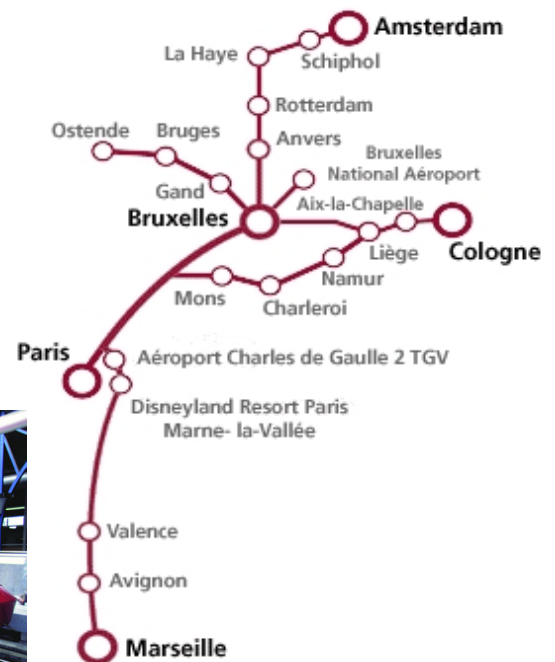 Amsterdam
La Haye
Schiphol
Rotterdam
Ostende
Bruges
Anvers
Bruxelles
National Aéroport
Gand
Aix-la-Chapelle
Bruxelles
Liège
Cologne
Namur
Mons
Charleroi
Paris
Aéroport Charles de Gaulle 2 TGV
Disneyland Resort Paris
Marne- la-Vallée
Valence
Avignon
Marseille